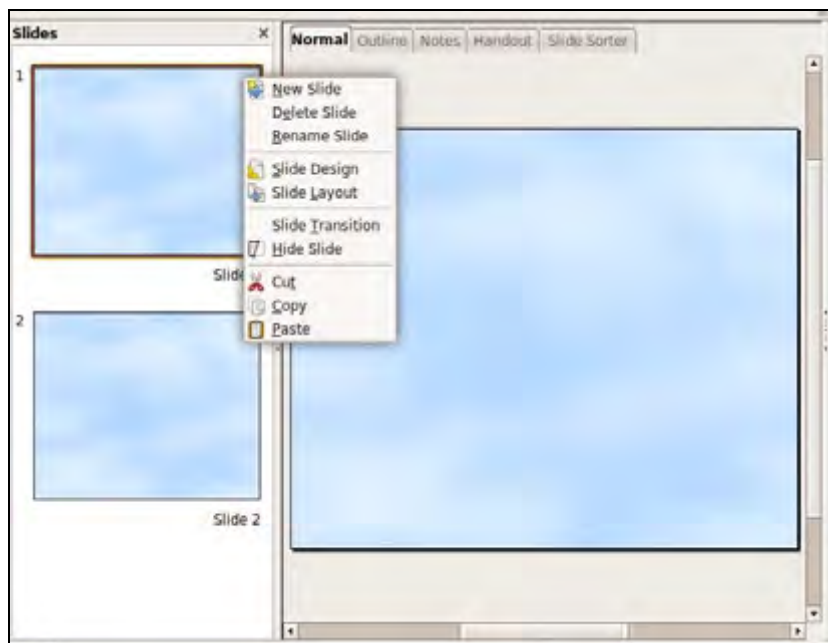 Slides
Normal Outline Notes Handout Slide Sorter
1
New Slide
Delete Slide
Rename Slide
Slide Design
Slide Layout
Slide Transition
Hide Slide
Cut
Copy
Paste
Slide
2
Slide 2